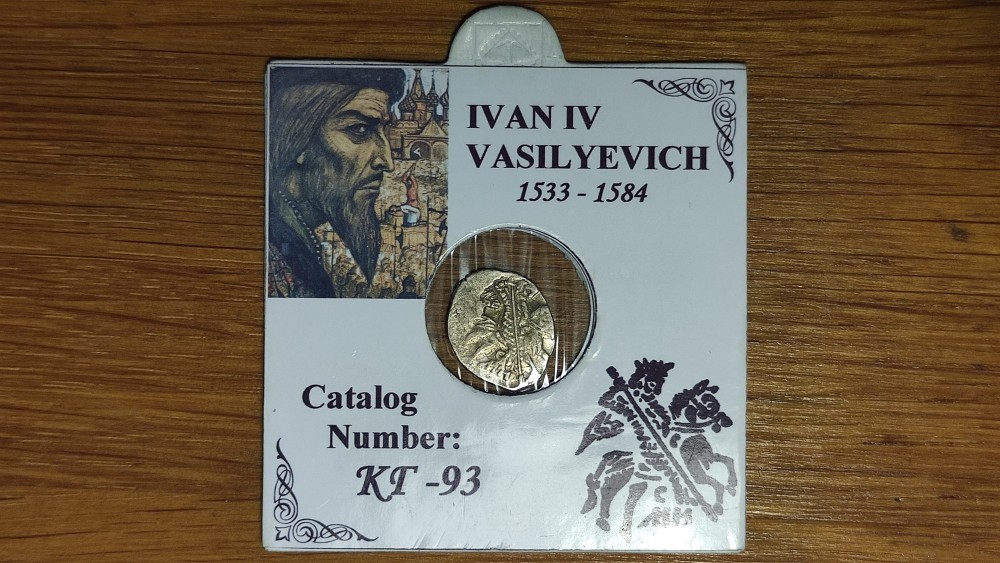 IVAN IV
VASILYEVICH
1533 - 1584
Catalog
Number:
КГ -93